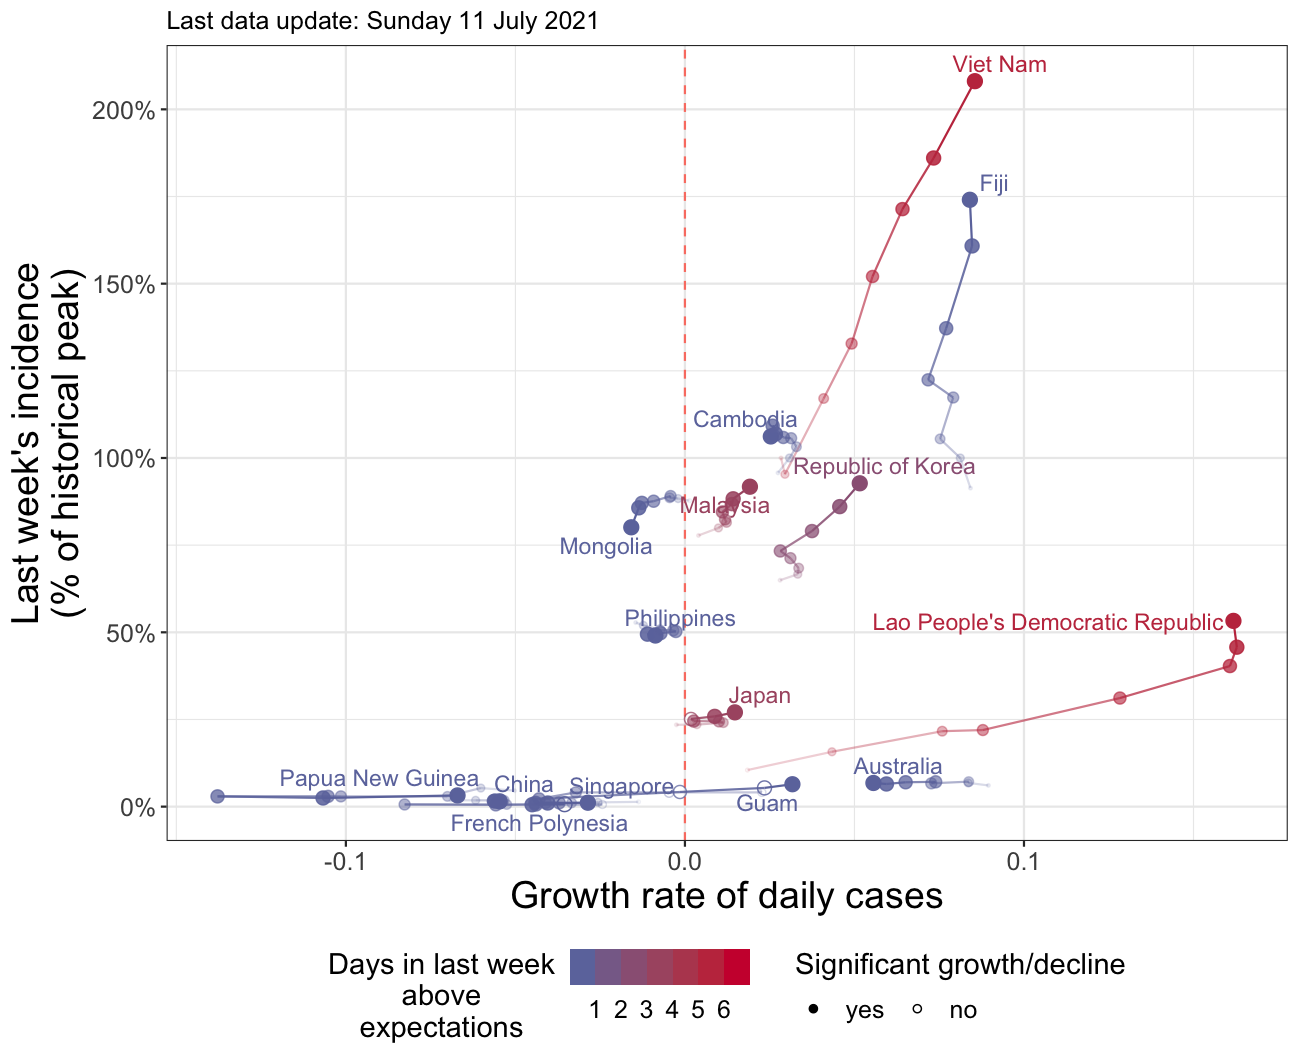 Last data update: Sunday 11 July 2021
Last week's incidence
(% of historical peak)
200%
150%
100%
50%
0%
Viet Nam
Fiji
Cambodia
Republic of Korea
Malaysia
Mongolia
Philippines
Lao People's Democratic Republic
Japan
Australia
Papua New Guinea
China
Singapore
Guam
French Polynesia
-0.1
0.0
0.1
Growth rate of daily cases
Days in last week
above
expectations
1 2 3 4 5 6
Significant growth/decline
yes
no